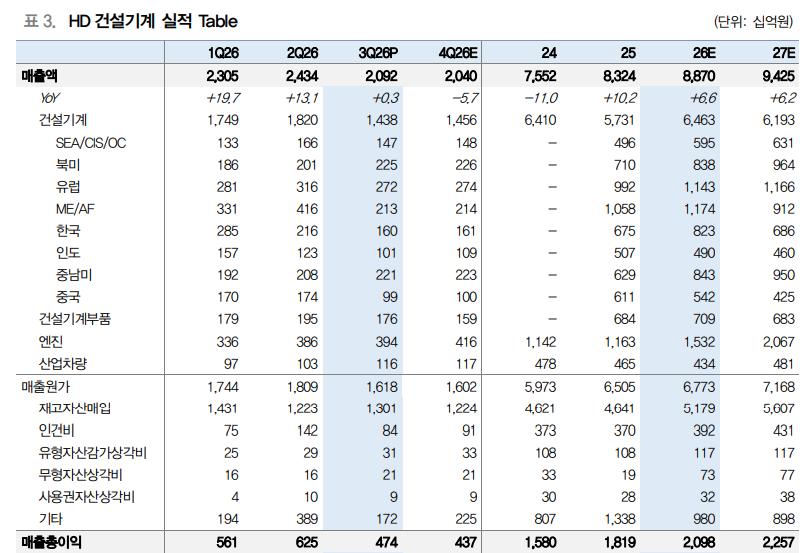 표 3. HD 건설기계 실적 Table (단위: 십억원)
1Q26 2Q26 3Q26P 4Q26E 24 25 26E 27E
매출액 2,305 2,434 2,092 2,040 7,552 8,324 8,870 9,425
YoY +19,7 +13,1 +0,3 −5,7 −11,0 +10,2 +6,6 +6,2
건설기계 1,749 1,820 1,438 1,456 6,410 5,731 6,463 6,193
SEA/CIS/OC 133 166 147 148 − 496 595 631
북미 186 201 225 226 − 710 838 964
유럽 281 316 272 274 − 992 1,143 1,166
ME/AF 331 416 213 214 − 1,058 1,174 912
한국 285 216 160 161 − 675 823 686
인도 157 123 101 109 − 507 490 460
중남미 192 208 221 223 − 629 843 950
중국 170 174 99 100 − 611 542 425
건설기계부품 179 195 176 159 − 684 709 683
엔진 336 386 394 416 1,142 1,163 1,532 2,067
산업차량 97 103 116 117 478 465 434 481
매출원가 1,744 1,809 1,618 1,602 5,973 6,505 6,773 7,168
재고자산매입 1,431 1,223 1,301 1,224 4,621 4,641 5,179 5,607
인건비 75 142 84 91 373 370 392 431
유형자산감가상각비 25 29 31 33 108 108 117 117
무형자산상각비 16 16 21 21 33 19 73 77
사용권자산상각비 4 10 9 9 30 28 32 38
기타 194 389 172 225 807 1,338 980 898
매출총이익 561 625 474 437 1,580 1,819 2,098 2,257